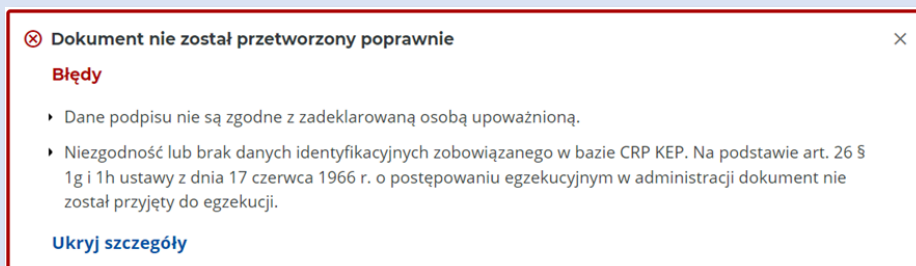 Dokument nie został przetworzony poprawnie
Błędy
Dane podpisu nie są zgodne z zadeklarowaną osobą upoważnioną.
Niezgodność lub brak danych identyfikacyjnych zobowiązanego w bazie CRP KEP. Na podstawie art. 26 §
1g i 1h ustawy z dnia 17 czerwca 1966 r. o postępowaniu egzekucyjnym w administracji dokument nie
został przyjęty do egzekucji.
Ukryj szczegóły